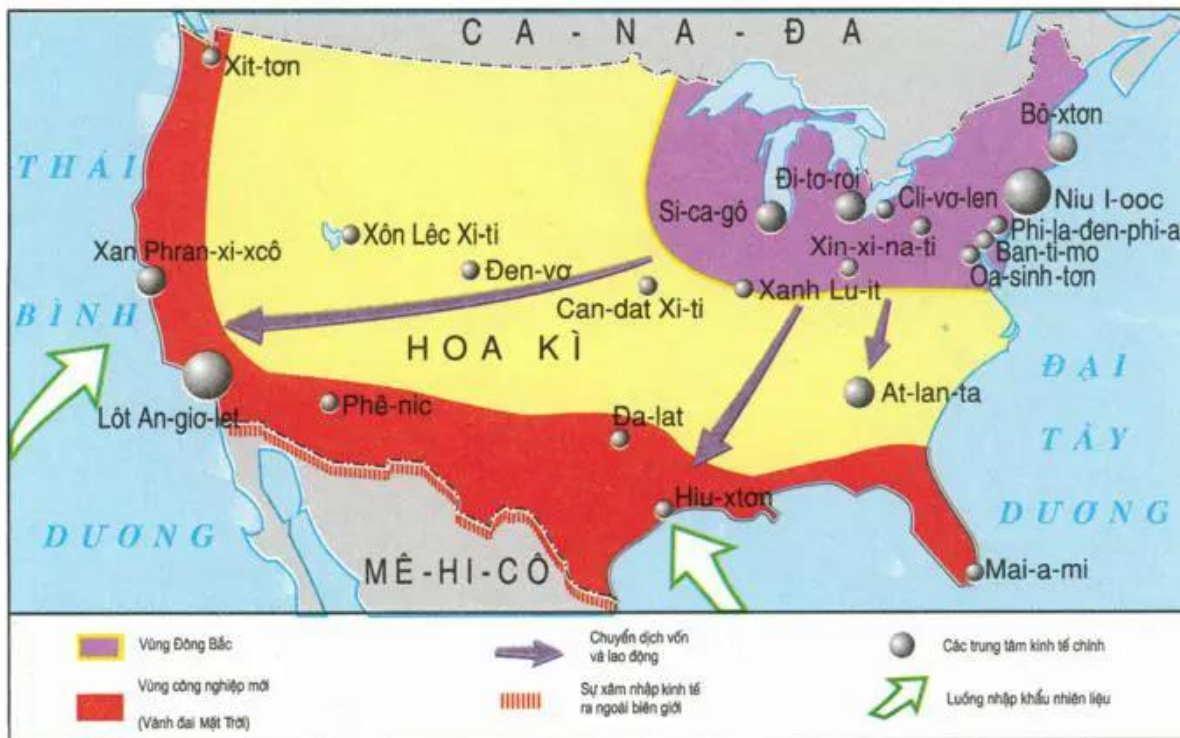 CA-NA-ĐA
Xit-tơn
Bô-xtơn
THÁI
Đi-tơ-roi
Cli-vơ-len
Niu I-ooc
Si-ca-gô
Xôn Lêc Xi-ti
Phi-la-đen-phi-a
Xan Phran-xi-xcô
Xin-xi-na-ti
Ban-ti-mo
Đen-vơ
Oa-sinh-tơn
Can-dat Xi-ti
Xanh Lu-it
BÌNH
HOA KÌ
ĐẠI
At-lan-ta
Lôt An-giơ-let
Phê-nic
Đa-lat
TÂY
Hiu-xtơn
DƯƠNG
DƯƠNG
MÊ-HI-CÔ
Mai-a-mi
Vùng Đông Bắc
Chuyển dịch vốn
và lao động
Các trung tâm kinh tế chính
Vùng công nghiệp mới
(Vành đai Mặt Trời)
Sự xâm nhập kinh tế
ra ngoài biên giới
Luồng nhập khẩu nhiên liệu